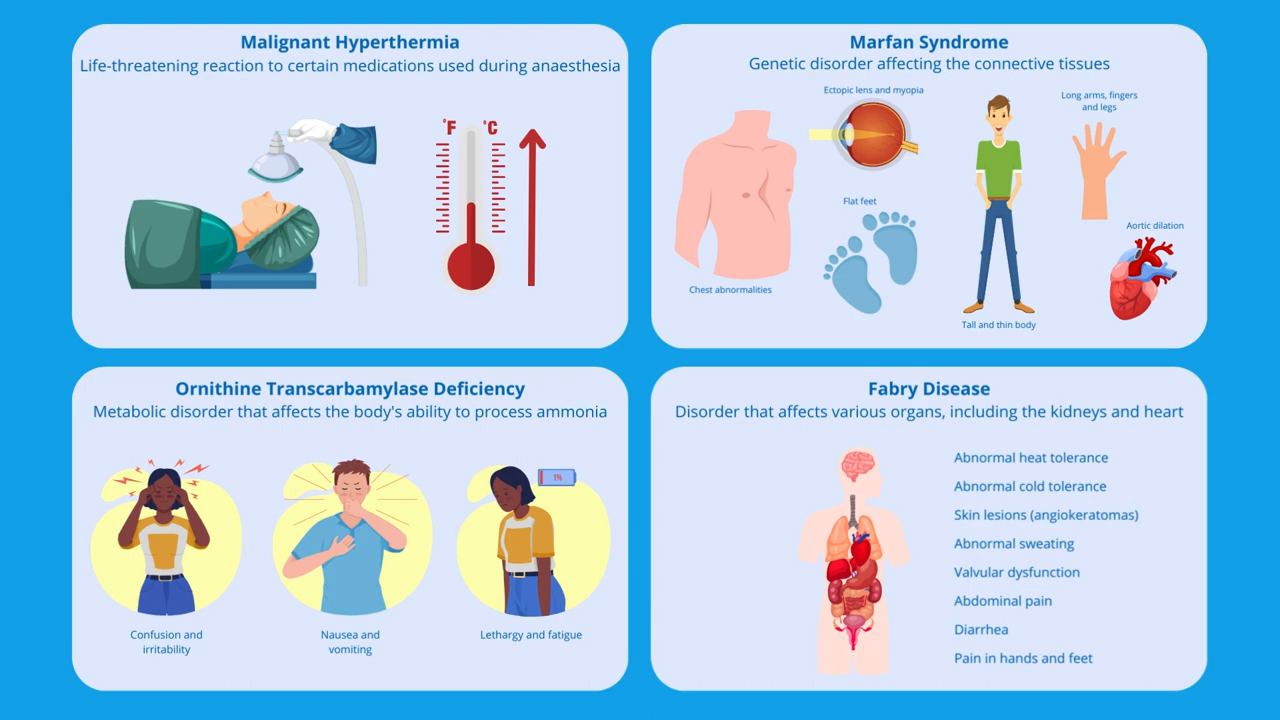 Malignant Hyperthermia
Life-threatening reaction to certain medications used during anaesthesia
°F
°C
Marfan Syndrome
Genetic disorder affecting the connective tissues
Ectopic lens and myopia
Long arms, fingers
and legs
Flat feet
Aortic dilation
Chest abnormalities
Tall and thin body
Ornithine Transcarbamylase Deficiency
Metabolic disorder that affects the body's ability to process ammonia
1%
Confusion and
irritability
Nausea and
vomiting
Lethargy and fatigue
Fabry Disease
Disorder that affects various organs, including the kidneys and heart
Abnormal heat tolerance
Abnormal cold tolerance
Skin lesions (angiokeratomas)
Abnormal sweating
Valvular dysfunction
Abdominal pain
Diarrhea
Pain in hands and feet